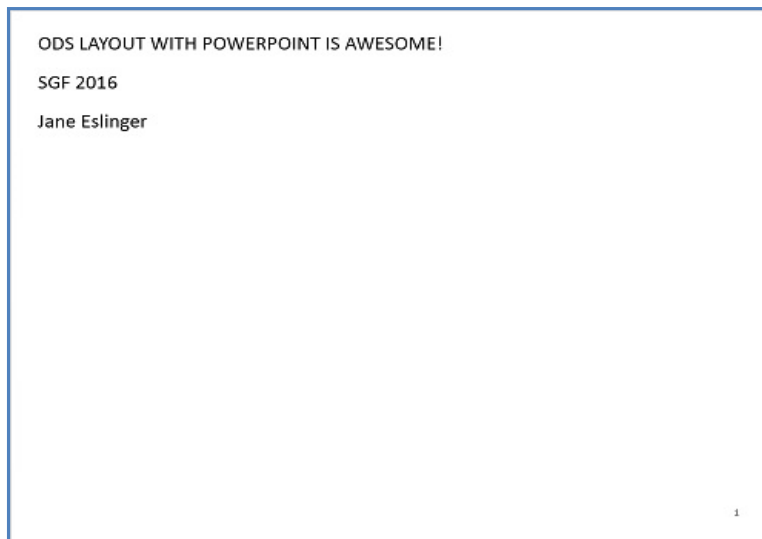 ODS LAYOUT WITH POWERPOINT IS AWESOME!
SGF 2016
Jane Eslinger
1